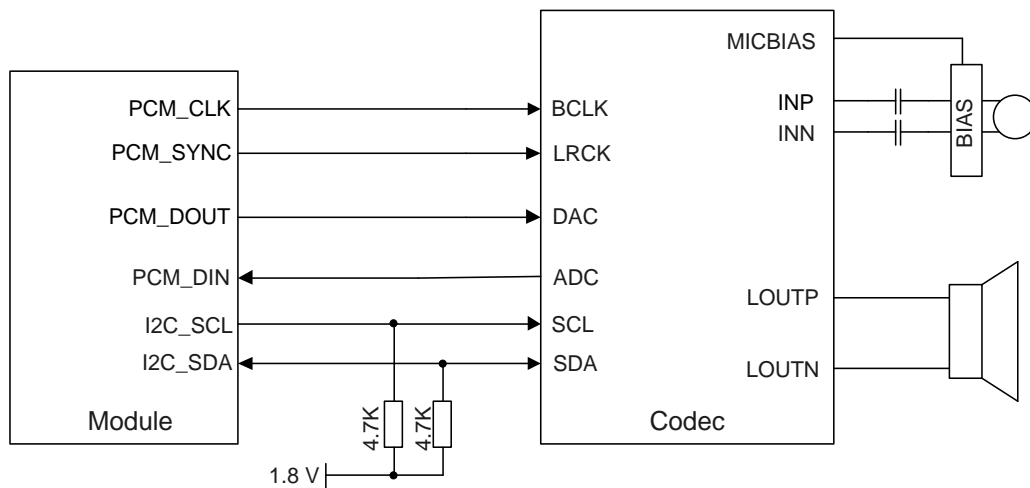 MICBIAS
PCM_CLK
BCLK
INP
INN
BIAS
PCM_SYNC
LRCK
PCM_DOUT
DAC
PCM_DIN
ADC
LOUTP
I2C_SCL
SCL
I2C_SDA
SDA
LOUTN
Module
4.7K
4.7K
Codec
1.8 V